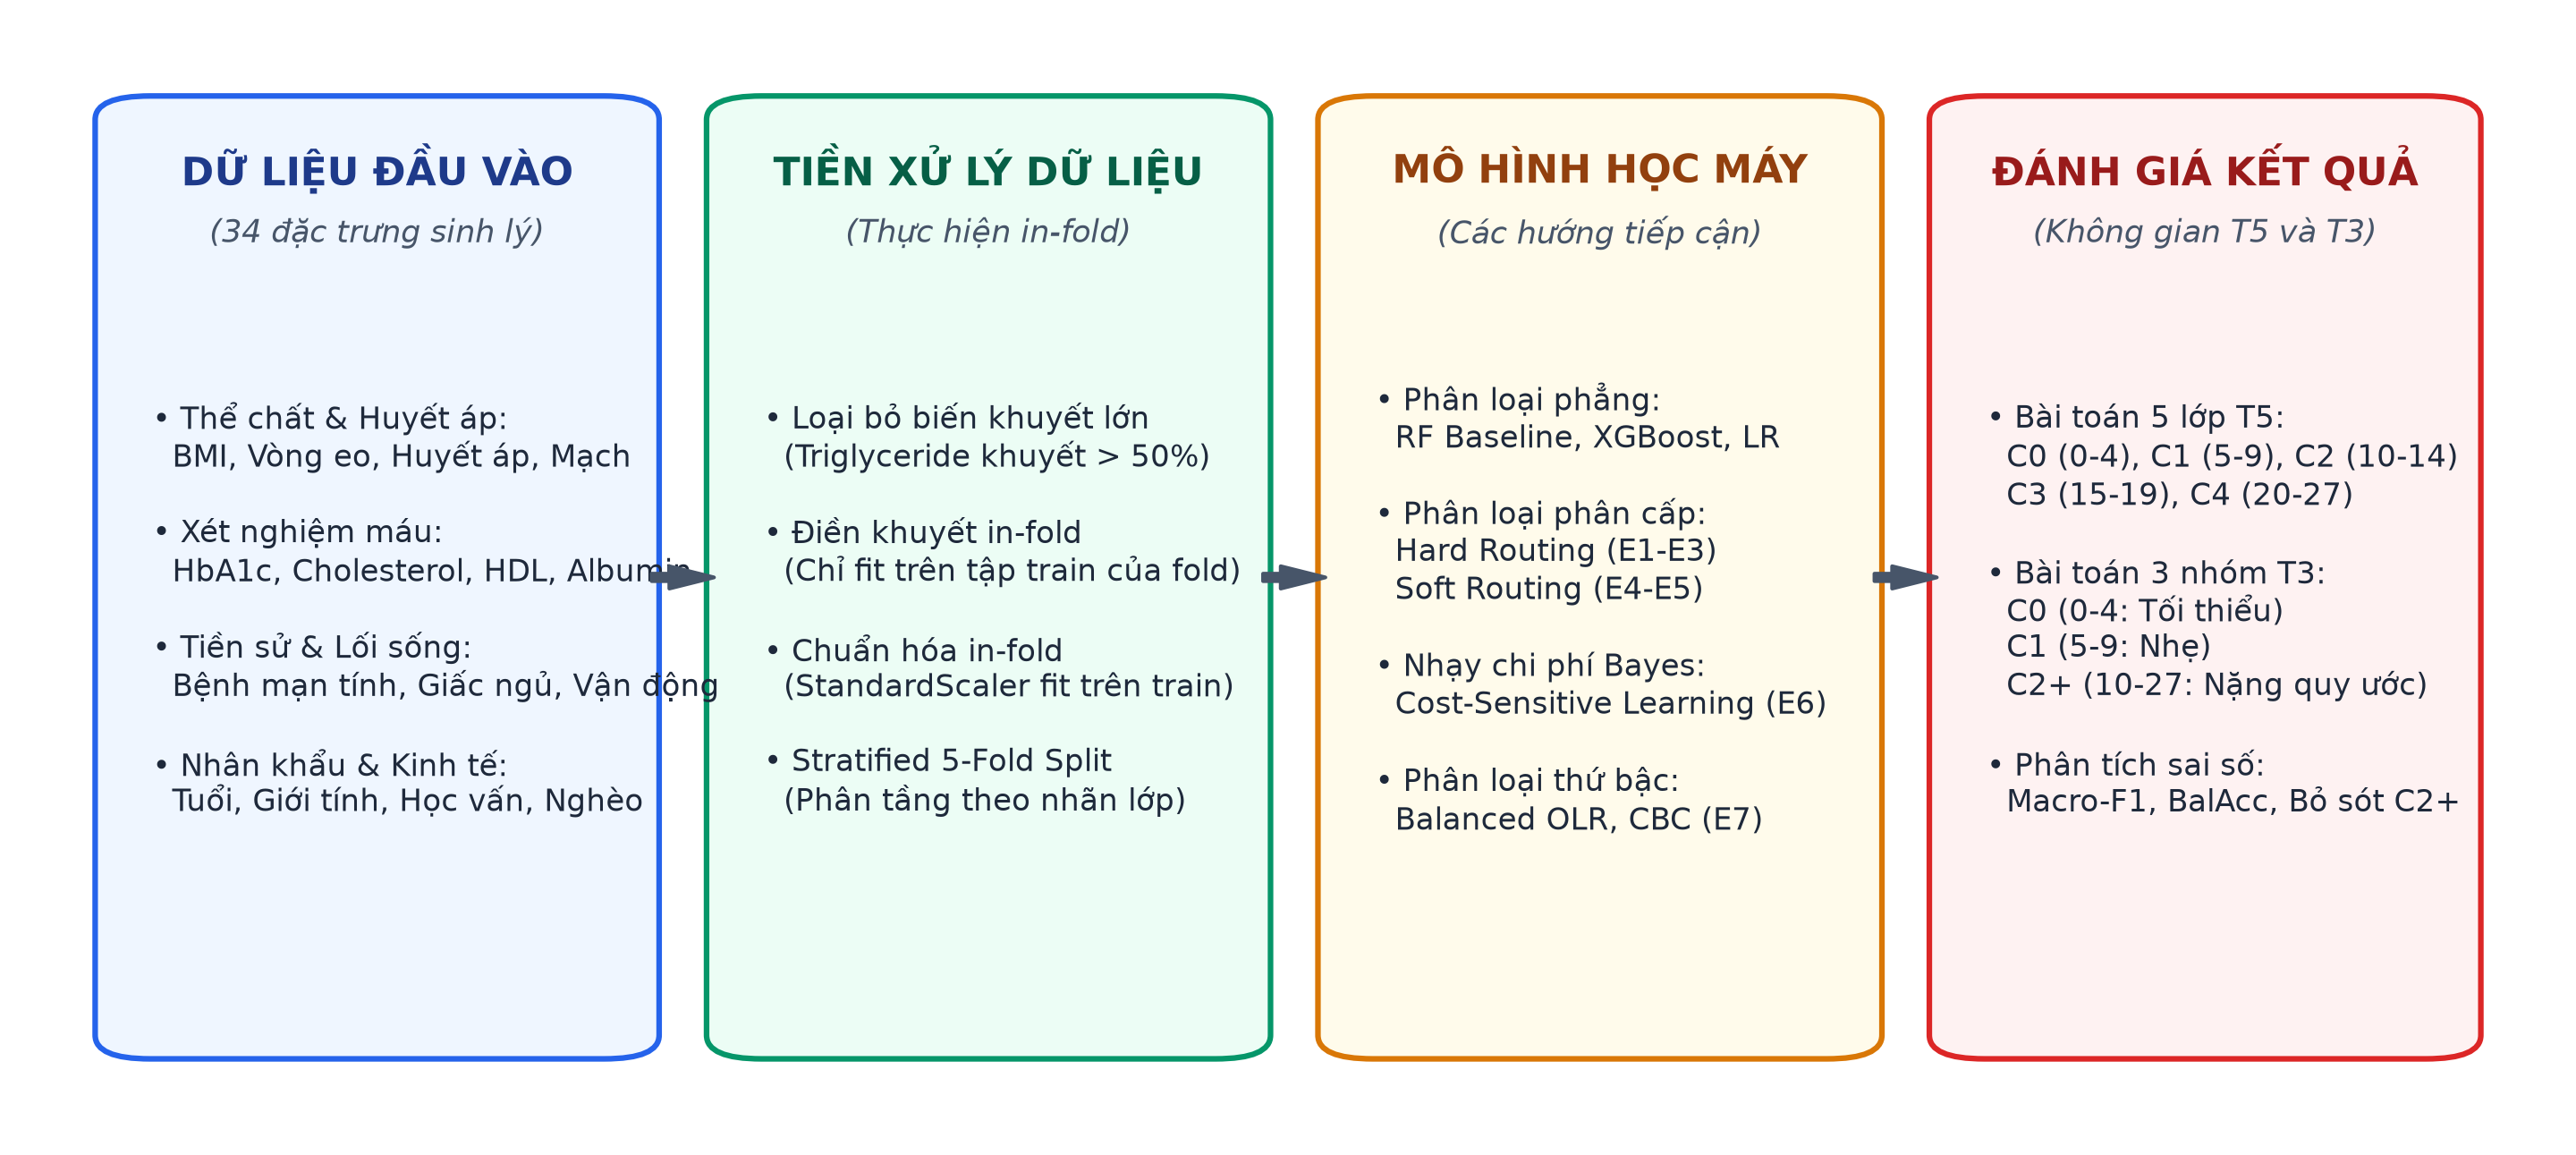 DỮ LIỆU ĐẦU VÀO
(34 đặc trưng sinh lý)
• Thể chất & Huyết áp:
BMI, Vòng eo, Huyết áp, Mạch
• Xét nghiệm máu:
HbA1c, Cholesterol, HDL, Albumin
• Tiền sử & Lối sống:
Bệnh mạn tính, Giấc ngủ, Vận động
• Nhân khẩu & Kinh tế:
Tuổi, Giới tính, Học vấn, Nghèo
TIỀN XỬ LÝ DỮ LIỆU
(Thực hiện in-fold)
• Loại bỏ biến khuyết lớn
(Triglyceride khuyết > 50%)
• Điền khuyết in-fold
(Chỉ fit trên tập train của fold)
• Chuẩn hóa in-fold
(StandardScaler fit trên train)
• Stratified 5-Fold Split
(Phân tầng theo nhãn lớp)
MÔ HÌNH HỌC MÁY
(Các hướng tiếp cận)
• Phân loại phẳng:
RF Baseline, XGBoost, LR
• Phân loại phân cấp:
Hard Routing (E1-E3)
Soft Routing (E4-E5)
• Nhạy chi phí Bayes:
Cost-Sensitive Learning (E6)
• Phân loại thứ bậc:
Balanced OLR, CBC (E7)
ĐÁNH GIÁ KẾT QUẢ
(Không gian T5 và T3)
• Bài toán 5 lớp T5:
C0 (0-4), C1 (5-9), C2 (10-14)
C3 (15-19), C4 (20-27)
• Bài toán 3 nhóm T3:
C0 (0-4: Tối thiểu)
C1 (5-9: Nhẹ)
C2+ (10-27: Nặng quy ước)
• Phân tích sai số:
Macro-F1, BalAcc, Bỏ sót C2+